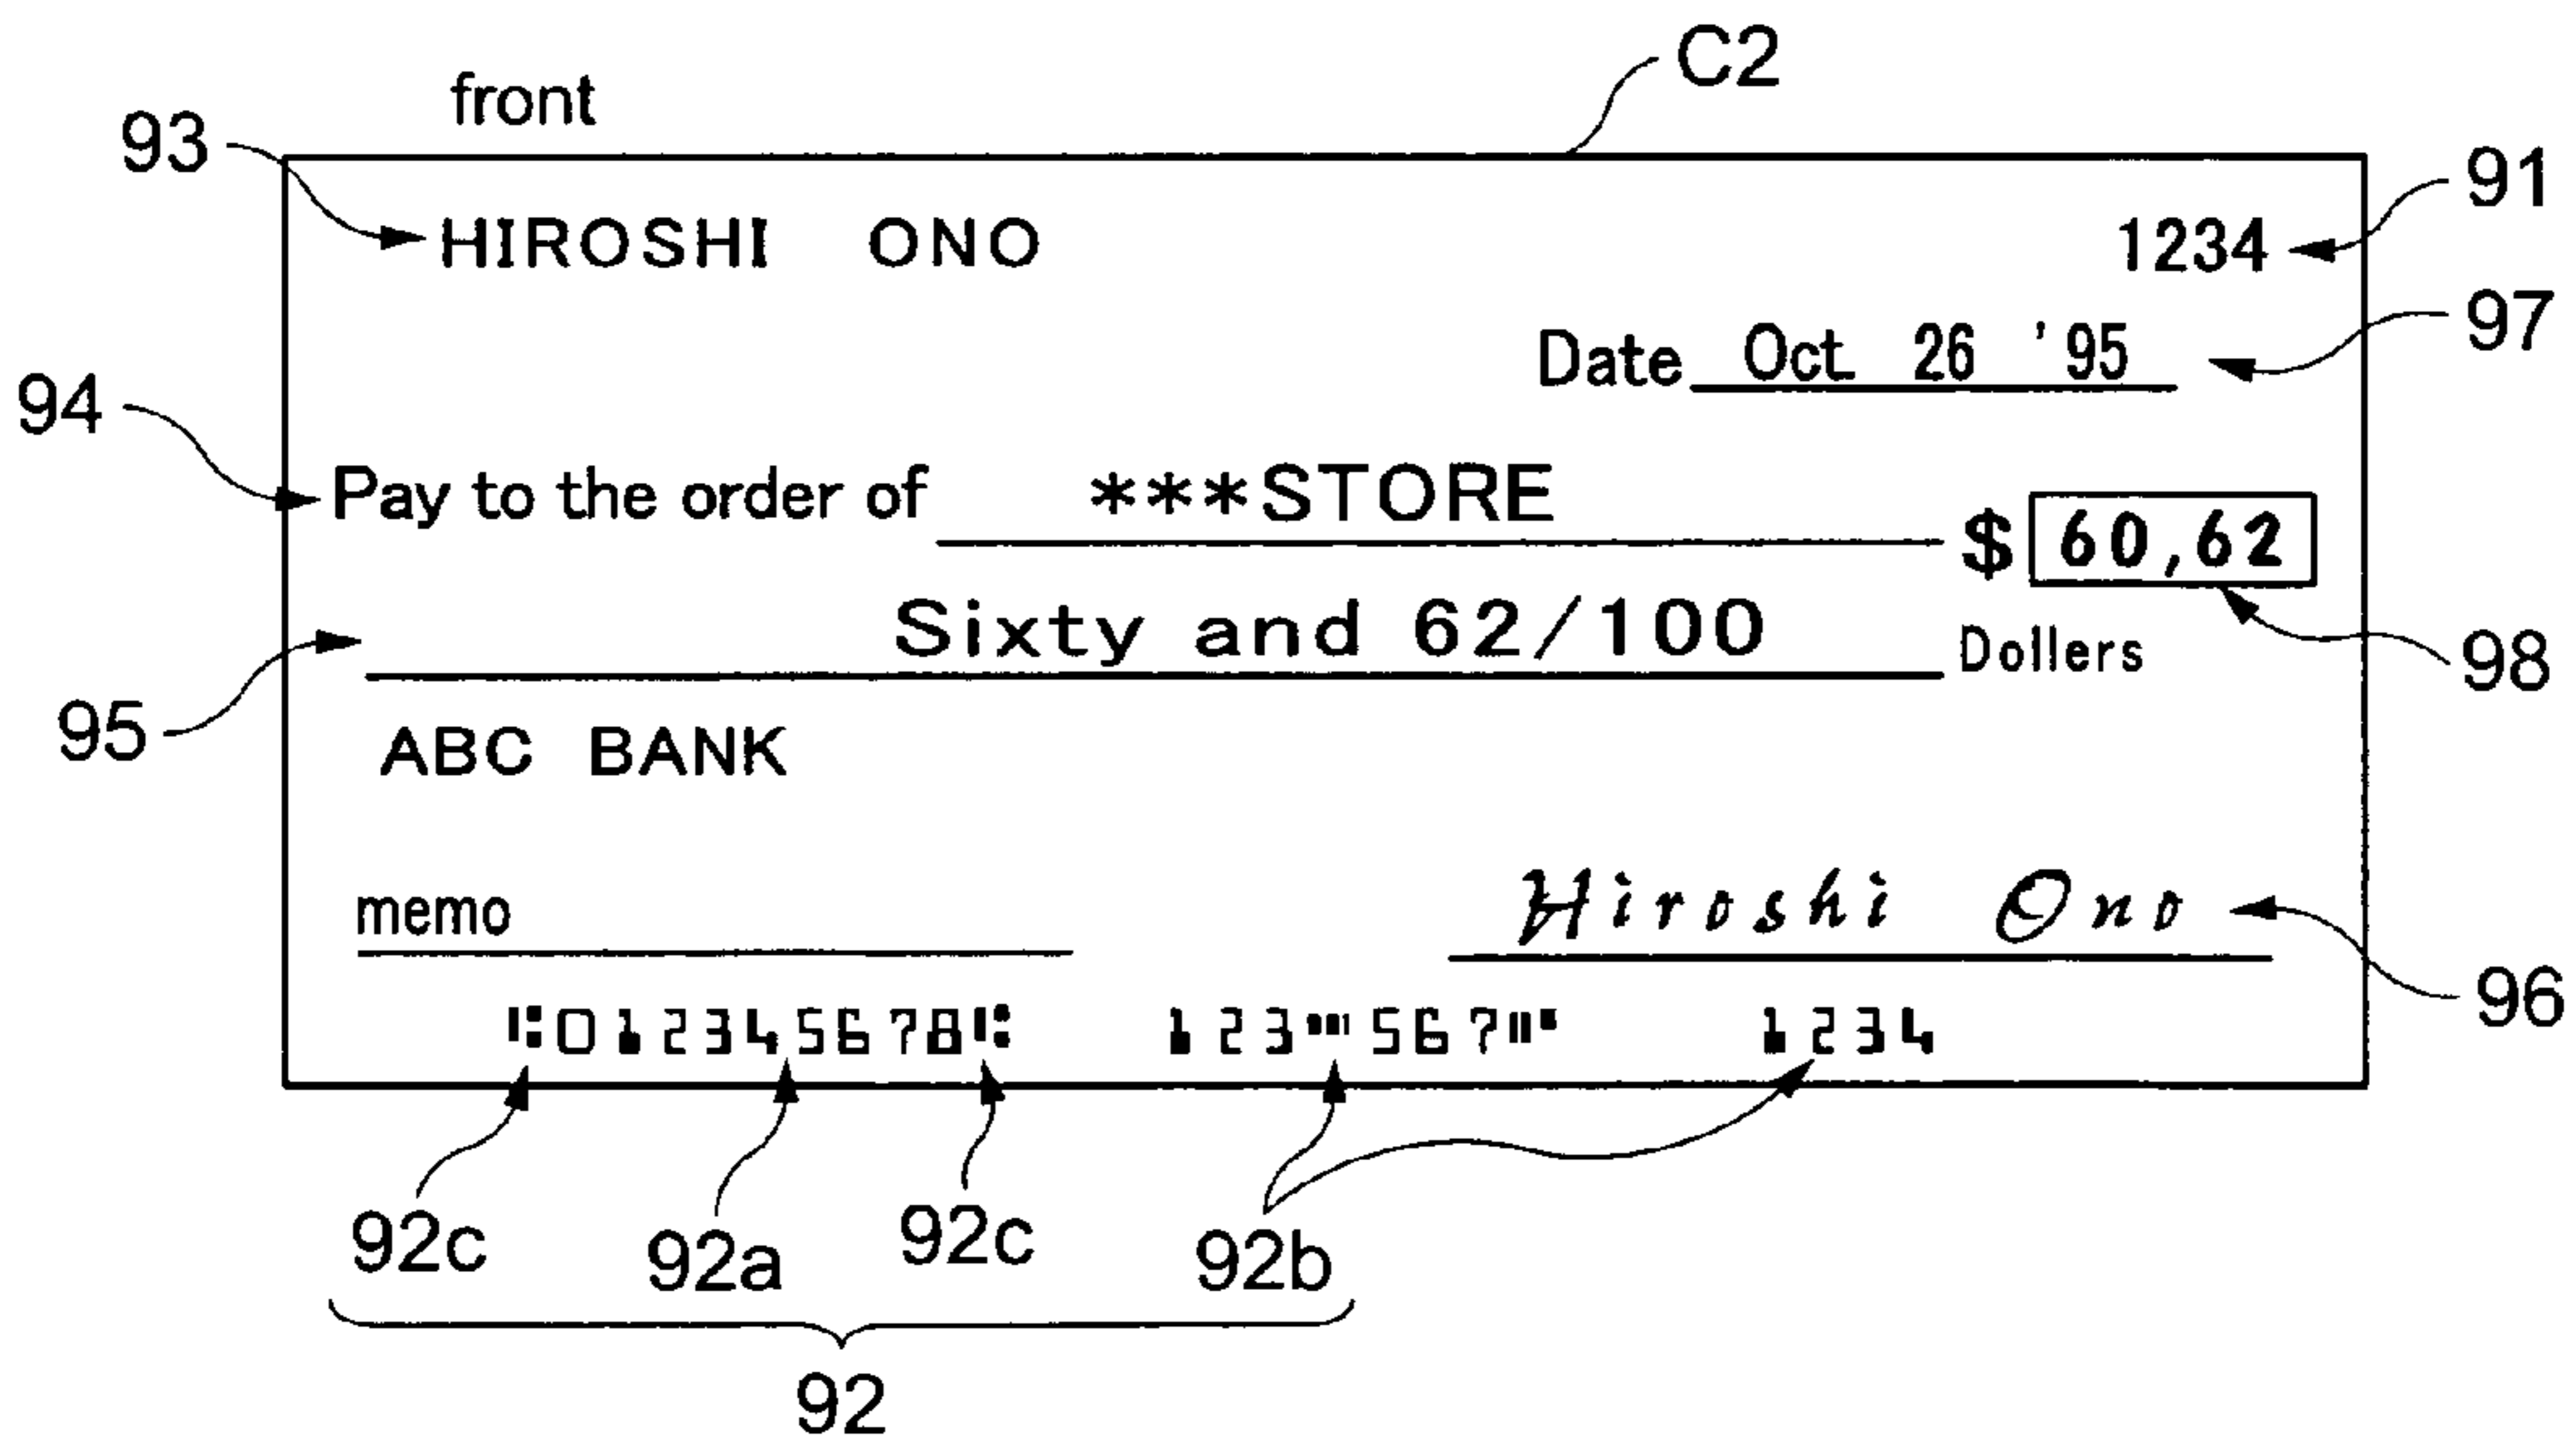 front
C2
93
HIROSHI ONO
1234
91
Date Oct. 26 '95
97
94
Pay to the order of ***STORE
$ 60,62
Sixty and 62/100 Dollers
98
95
ABC BANK
memo
Hiroshi Ono
96
⑆012345678⑆ 123⑉567⑈ 1234
92c 92a 92c 92b
92